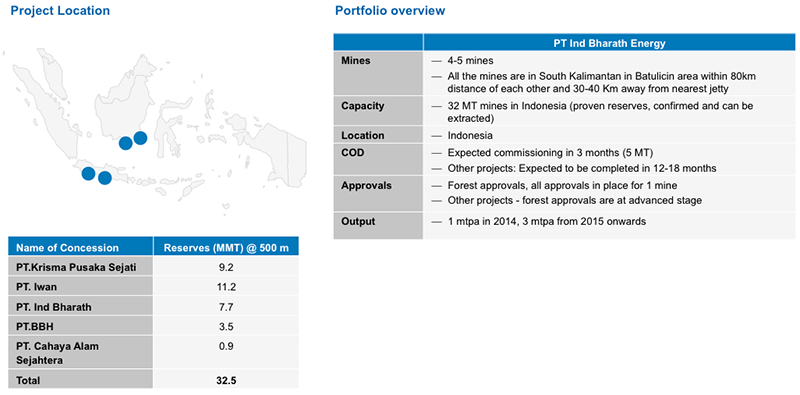 Project Location
Portfolio overview
PT Ind Bharath Energy
Mines
— 4-5 mines
— All the mines are in South Kalimantan in Batulicin area within 80km
distance of each other and 30-40 Km away from nearest jetty
Capacity
— 32 MT mines in Indonesia (proven reserves, confirmed and can be
extracted)
Location
— Indonesia
COD
— Expected commissioning in 3 months (5 MT)
— Other projects: Expected to be completed in 12-18 months
Approvals
— Forest approvals, all approvals in place for 1 mine
— Other projects - forest approvals are at advanced stage
Output
— 1 mtpa in 2014, 3 mtpa from 2015 onwards
Name of Concession Reserves (MMT) @ 500 m
PT.Krisma Pusaka Sejati 9.2
PT. Iwan 11.2
PT. Ind Bharath 7.7
PT.BBH 3.5
PT. Cahaya Alam 0.9
Sejahtera
Total 32.5